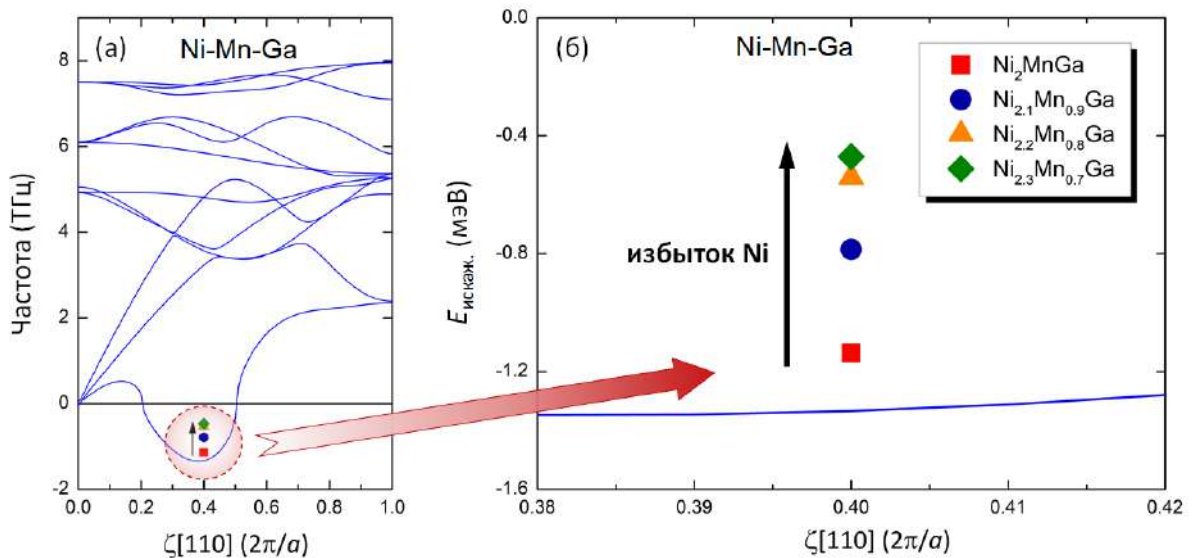 (а)
Ni-Mn-Ga
Частота (ТГц)
8
6
4
2
0
-2
0.0 0.2 0.4 0.6 0.8 1.0
ζ[110] (2π/a)
(б)
Ni-Mn-Ga
Ni₂MnGa
Ni₂.₁Mn₀.₉Ga
Ni₂.₂Mn₀.₈Ga
Ni₂.₃Mn₀.₇Ga
избыток Ni
Eискаж. (мэВ)
0.0
-0.4
-0.8
-1.2
-1.6
0.38 0.39 0.40 0.41 0.42
ζ[110] (2π/a)